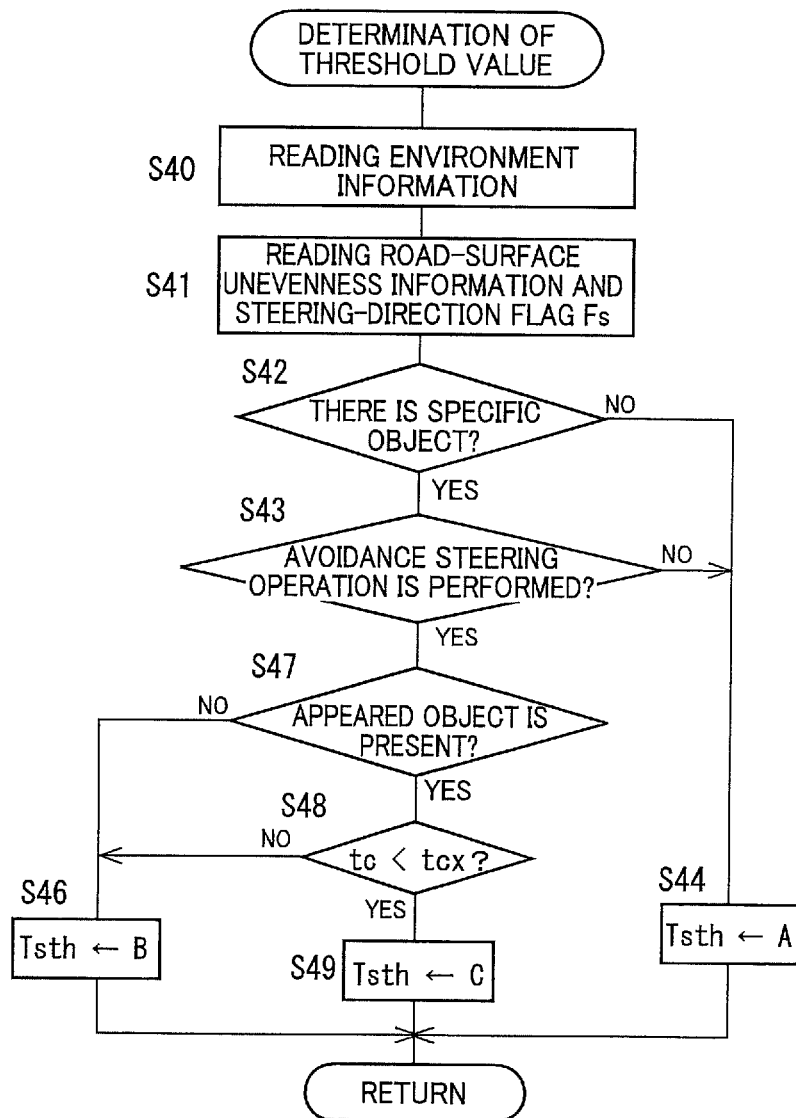 DETERMINATION OF
THRESHOLD VALUE
S40
READING ENVIRONMENT
INFORMATION
S41
READING ROAD-SURFACE
UNEVENNESS INFORMATION AND
STEERING-DIRECTION FLAG Fs
S42
THERE IS SPECIFIC
OBJECT?
NO
YES
S43
AVOIDANCE STEERING
OPERATION IS PERFORMED?
NO
YES
S47
NO
APPEARED OBJECT IS
PRESENT?
YES
S48
NO
tc < tcx?
YES
S46
Tsth ← B
S49
Tsth ← C
S44
Tsth ← A
RETURN